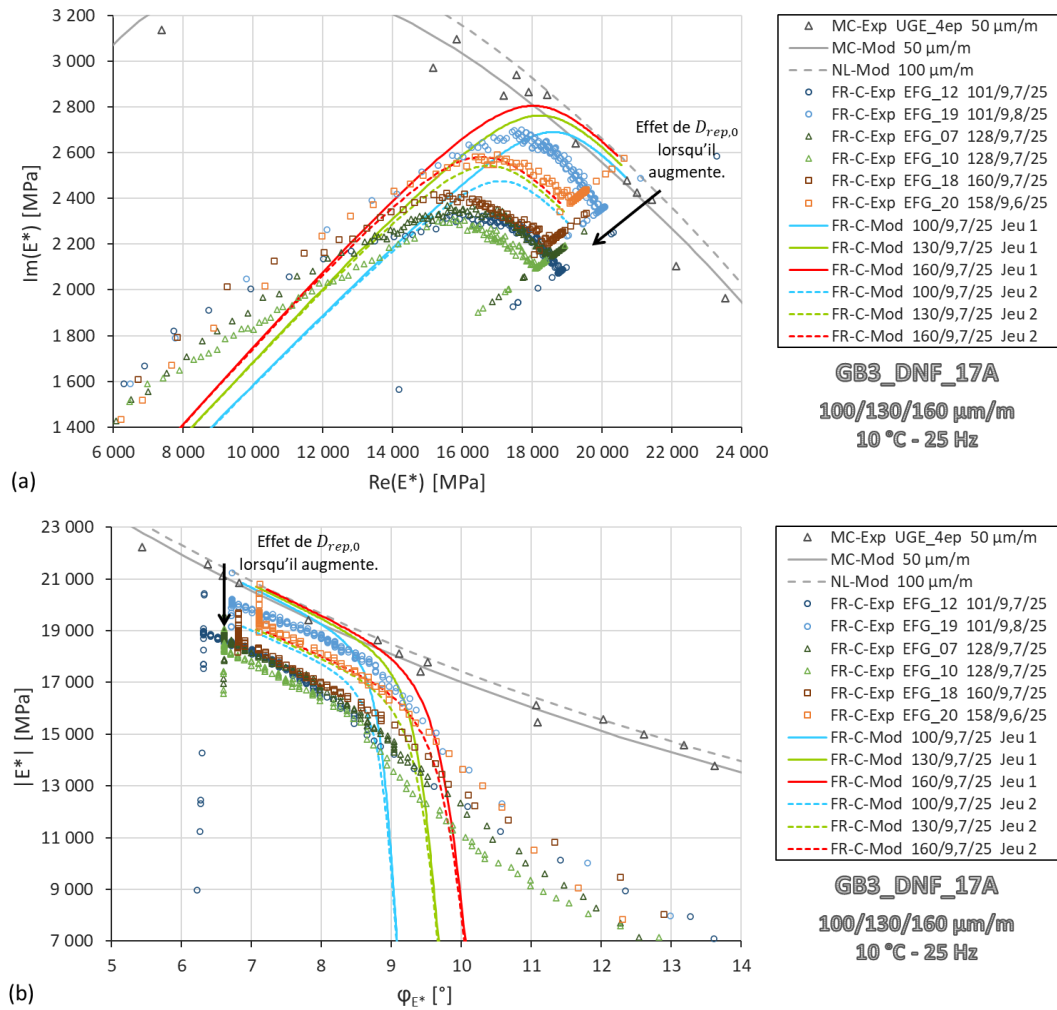 3 200
3 000
2 800
2 600
2 400
2 200
2 000
1 800
1 600
1 400
Im(E*) [MPa]
6 000 8 000 10 000 12 000 14 000 16 000 18 000 20 000 22 000 24 000
Re(E*) [MPa]
Effet de D_rep,0
lorsqu'il
augmente.
(a)
MC-Exp UGE_4ep 50 µm/m
MC-Mod 50 µm/m
NL-Mod 100 µm/m
FR-C-Exp EFG_12 101/9,7/25
FR-C-Exp EFG_19 101/9,8/25
FR-C-Exp EFG_07 128/9,7/25
FR-C-Exp EFG_10 128/9,7/25
FR-C-Exp EFG_18 160/9,7/25
FR-C-Exp EFG_20 158/9,6/25
FR-C-Mod 100/9,7/25 Jeu 1
FR-C-Mod 130/9,7/25 Jeu 1
FR-C-Mod 160/9,7/25 Jeu 1
FR-C-Mod 100/9,7/25 Jeu 2
FR-C-Mod 130/9,7/25 Jeu 2
FR-C-Mod 160/9,7/25 Jeu 2
GB3_DNF_17A
100/130/160 µm/m
10 °C - 25 Hz
23 000
21 000
19 000
17 000
15 000
13 000
11 000
9 000
7 000
|E*| [MPa]
5 6 7 8 9 10 11 12 13 14
φE* [°]
Effet de D_rep,0
lorsqu'il augmente.
(b)
MC-Exp UGE_4ep 50 µm/m
MC-Mod 50 µm/m
NL-Mod 100 µm/m
FR-C-Exp EFG_12 101/9,7/25
FR-C-Exp EFG_19 101/9,8/25
FR-C-Exp EFG_07 128/9,7/25
FR-C-Exp EFG_10 128/9,7/25
FR-C-Exp EFG_18 160/9,7/25
FR-C-Exp EFG_20 158/9,6/25
FR-C-Mod 100/9,7/25 Jeu 1
FR-C-Mod 130/9,7/25 Jeu 1
FR-C-Mod 160/9,7/25 Jeu 1
FR-C-Mod 100/9,7/25 Jeu 2
FR-C-Mod 130/9,7/25 Jeu 2
FR-C-Mod 160/9,7/25 Jeu 2
GB3_DNF_17A
100/130/160 µm/m
10 °C - 25 Hz